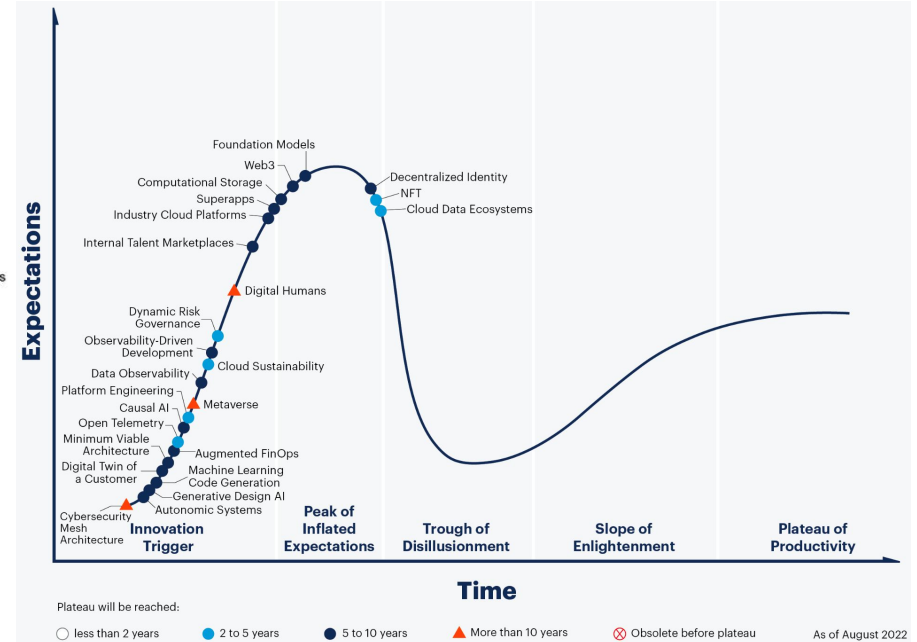 Expectations
Foundation Models
Web3
Computational Storage
Superapps
Industry Cloud Platforms
Internal Talent Marketplaces
Decentralized Identity
NFT
Cloud Data Ecosystems
s
Digital Humans
Dynamic Risk
Governance
Observability-Driven
Development
Cloud Sustainability
Data Observability
Platform Engineering
Metaverse
Causal AI
Open Telemetry
Minimum Viable
Architecture
Augmented FinOps
Digital Twin of
a Customer
Machine Learning
Code Generation
Generative Design AI
Autonomic Systems
Cybersecurity
Mesh
Architecture
Innovation
Trigger
Peak of
Inflated
Expectations
Trough of
Disillusionment
Slope of
Enlightenment
Plateau of
Productivity
Time
Plateau will be reached:
less than 2 years
2 to 5 years
5 to 10 years
More than 10 years
Obsolete before plateau
As of August 2022